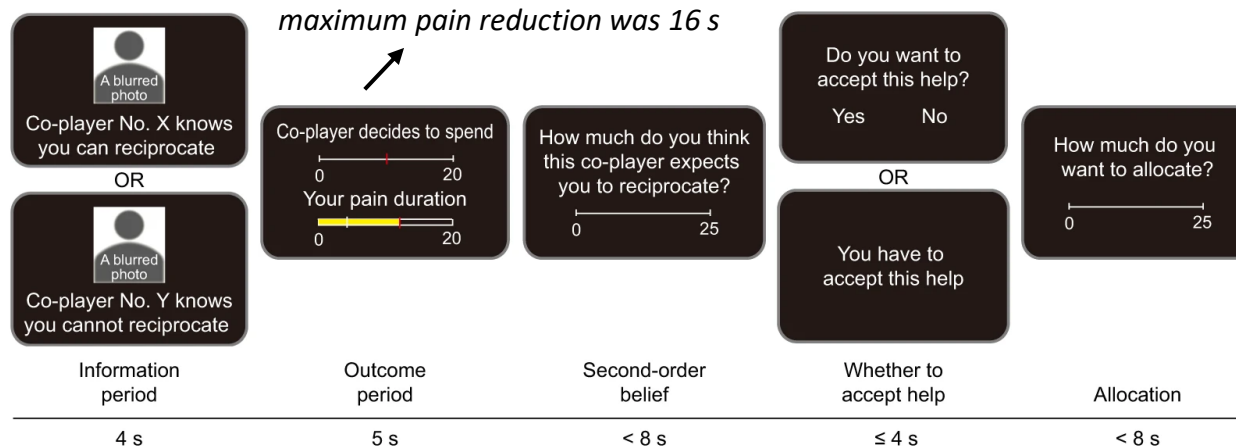 maximum pain reduction was 16 s
A blurred
photo
Co-player No. X knows
you can reciprocate
OR
A blurred
photo
Co-player No. Y knows
you cannot reciprocate
Co-player decides to spend
0 20
Your pain duration
0 20
How much do you think
this co-player expects
you to reciprocate?
0 25
Do you want to
accept this help?
Yes No
OR
You have to
accept this help
How much do you
want to allocate?
0 25
Information
period
Outcome
period
Second-order
belief
Whether to
accept help
Allocation
4 s
5 s
< 8 s
≤ 4 s
< 8 s